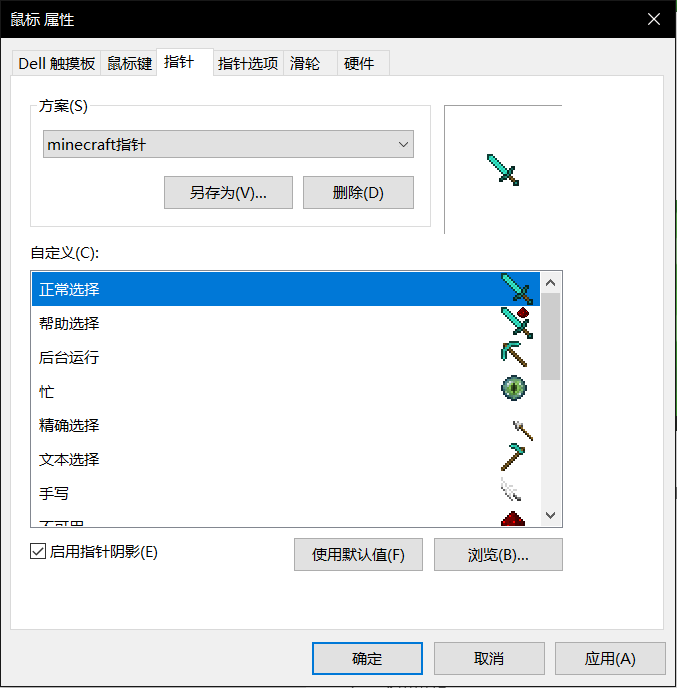 鼠标 属性
Dell 触摸板 鼠标键 指针 指针选项 滑轮 硬件
方案(S)
minecraft指针
另存为(V)... 删除(D)
自定义(C):
正常选择
帮助选择
后台运行
忙
精确选择
文本选择
手写
不可用
启用指针阴影(E) 使用默认值(F) 浏览(B)...
确定 取消 应用(A)